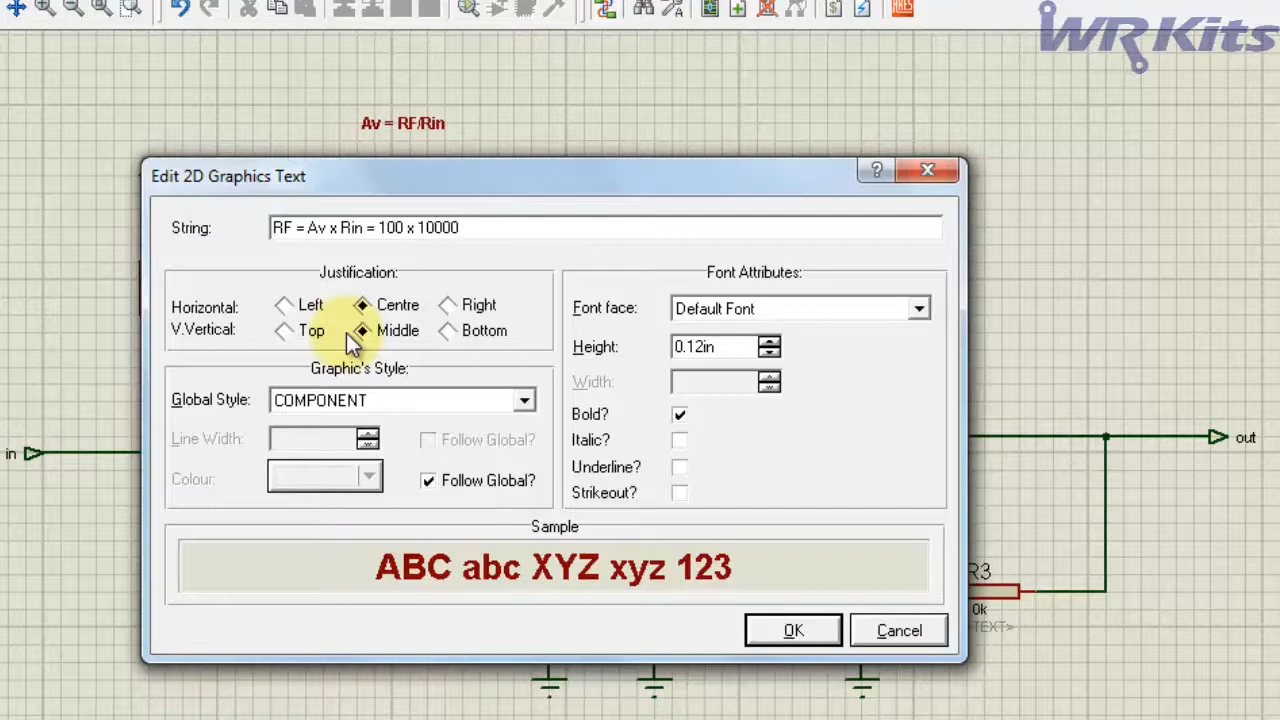 WR Kits
ARES
Av = RF/Rin
Edit 2D Graphics Text
?
String: RF = Av x Rin = 100 x 10000
Justification:
Horizontal: Left Centre Right
V.Vertical: Top Middle Bottom
Font Attributes:
Font face: Default Font
Height: 0.12in
Width:
Bold?
Italic?
Underline?
Strikeout?
Graphic's Style:
Global Style: COMPONENT
Line Width: Follow Global?
Colour: Follow Global?
Sample
ABC abc XYZ xyz 123
OK Cancel
in
out
R3
0k
TEXT>